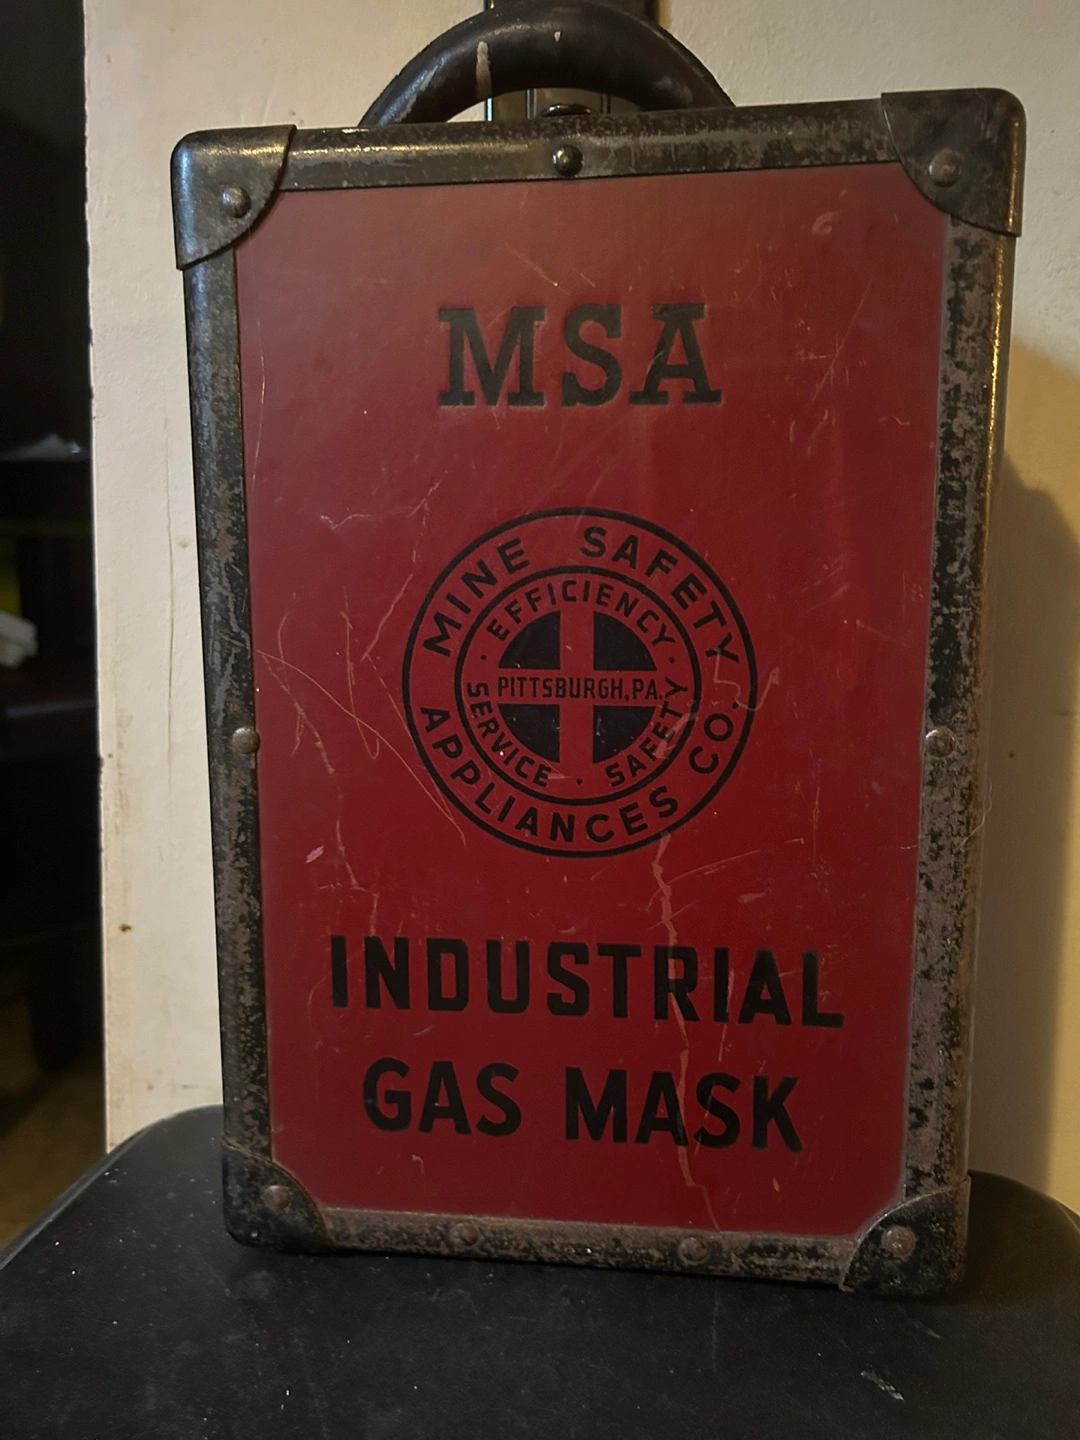 MSA
MINE SAFETY
APPLIANCES CO.
EFFICIENCY
PITTSBURGH, PA.
SERVICE · SAFETY
INDUSTRIAL
GAS MASK